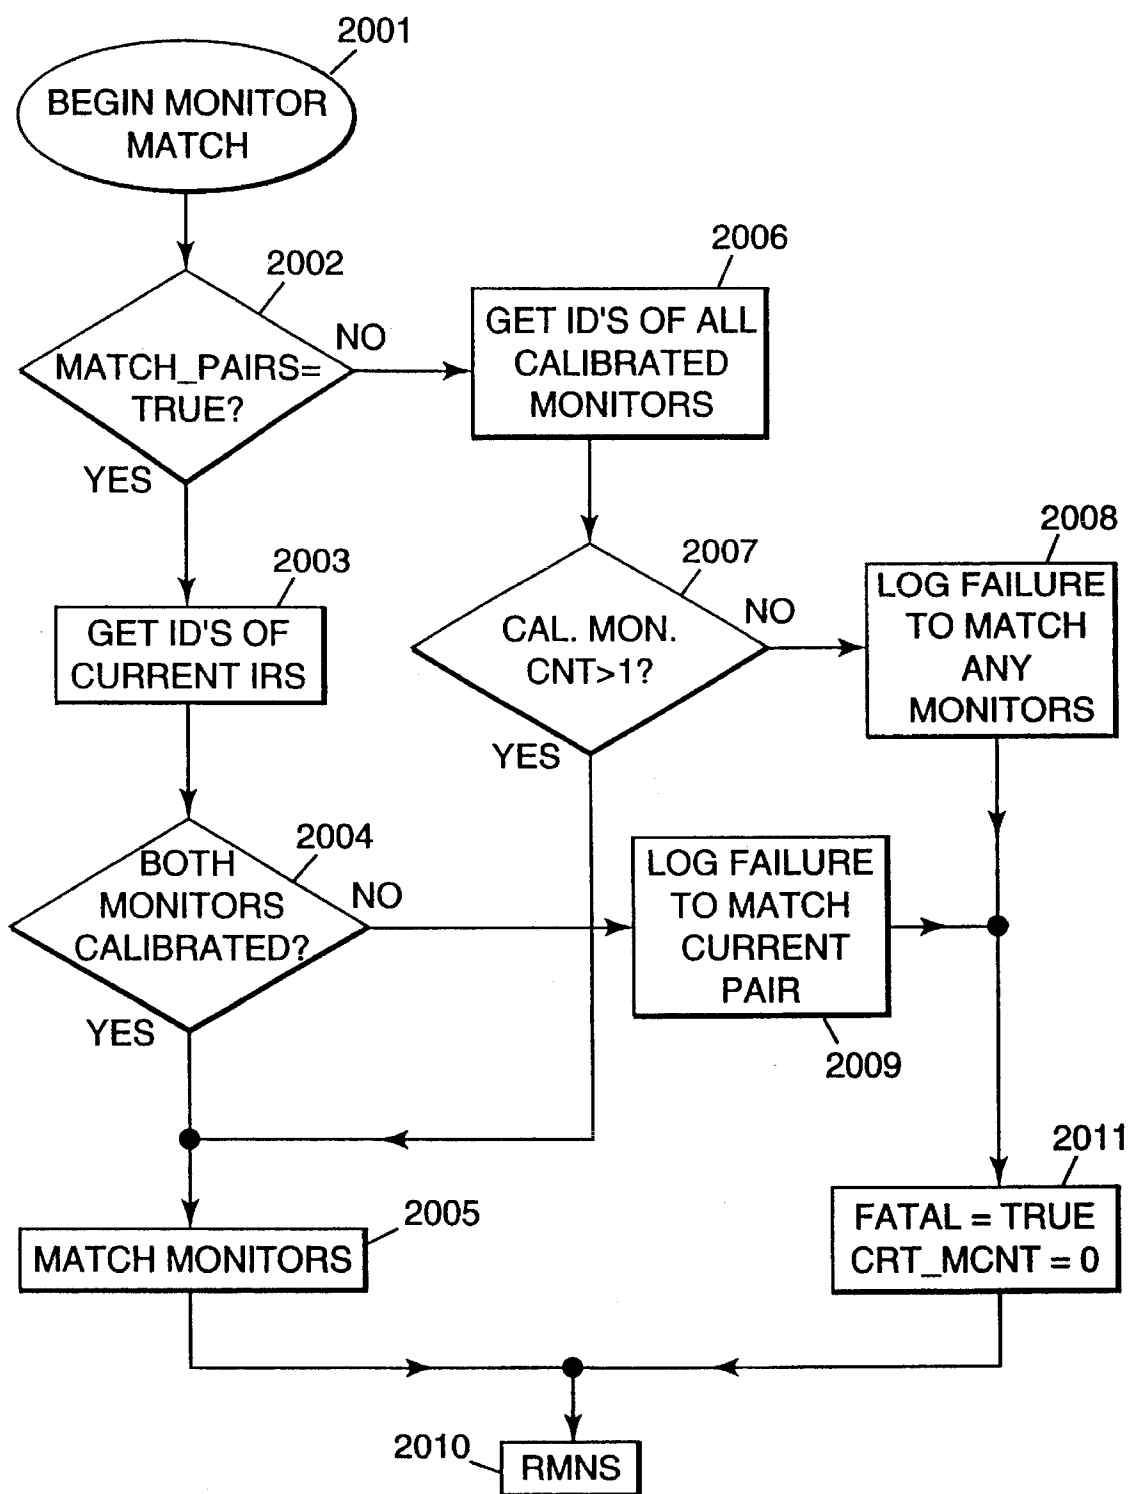 2001
BEGIN MONITOR
MATCH
2002
MATCH_PAIRS=
TRUE?
NO
YES
2006
GET ID'S OF ALL
CALIBRATED
MONITORS
2003
GET ID'S OF
CURRENT IRS
2007
CAL. MON.
CNT>1?
NO
YES
2008
LOG FAILURE
TO MATCH
ANY
MONITORS
2004
BOTH
MONITORS
CALIBRATED?
NO
YES
LOG FAILURE
TO MATCH
CURRENT
PAIR
2009
2005
MATCH MONITORS
2011
FATAL = TRUE
CRT_MCNT = 0
2010
RMNS